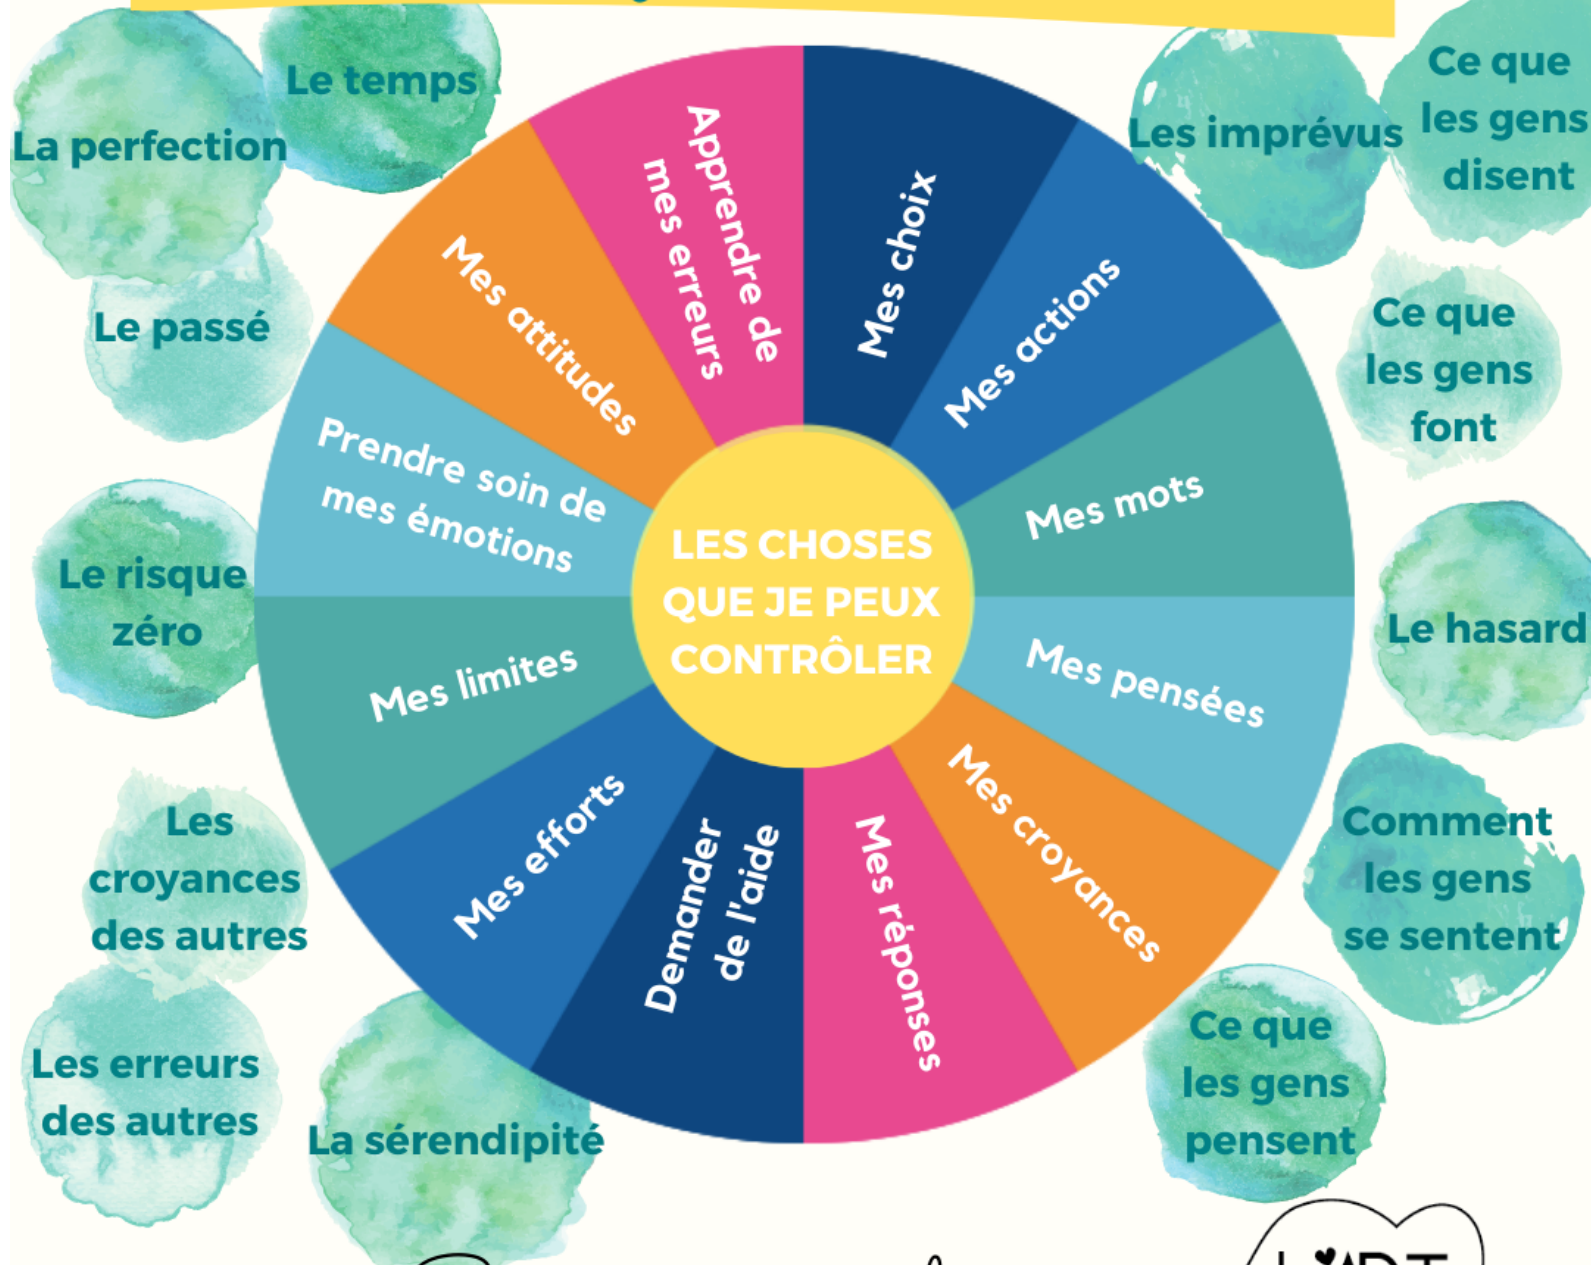 Le temps
La perfection
Le passé
Le risque
zéro
Les
croyances
des autres
Les erreurs
des autres
La sérendipité
Les imprévus
Ce que
les gens
disent
Ce que
les gens
font
Le hasard
Comment
les gens
se sentent
Ce que
les gens
pensent
LES CHOSES
QUE JE PEUX
CONTRÔLER
Mes choix
Mes actions
Mes mots
Mes pensées
Mes croyances
Mes réponses
Demander
de l'aide
Mes efforts
Mes limites
Prendre soin de
mes émotions
Mes attitudes
Apprendre de
mes erreurs